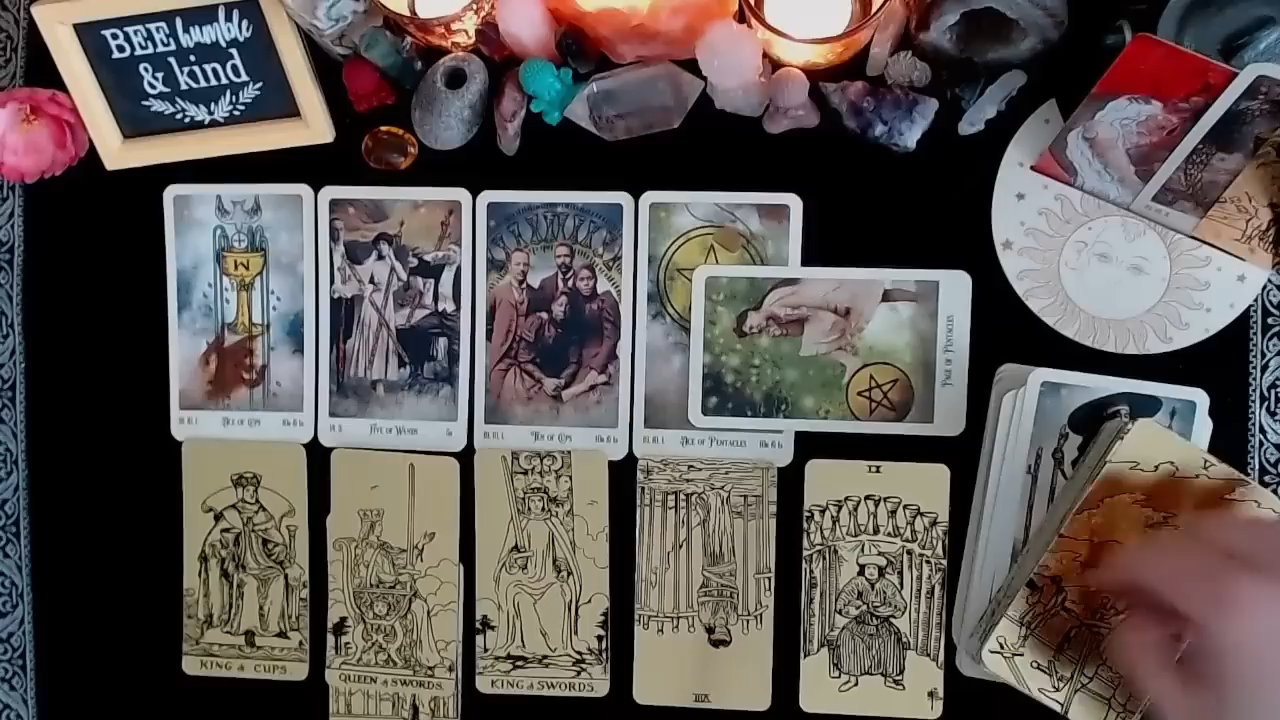 BEE humble
& kind
ACE OF CUPS
FIVE OF WANDS
TEN OF CUPS
ACE OF PENTACLES
PAGE OF PENTACLES
KING of CUPS.
QUEEN of SWORDS.
KING of SWORDS.
VIII
IX